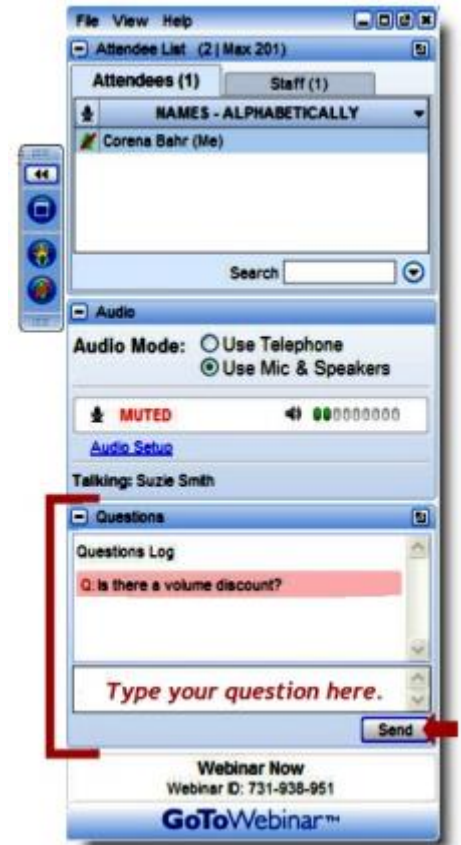 File View Help
Attendee List (2 | Max 201)
Attendees (1)
Staff (1)
NAMES - ALPHABETICALLY
Corena Bahr (Me)
Search
Audio
Audio Mode: Use Telephone
Use Mic & Speakers
MUTED
Audio Setup
Talking: Suzie Smith
Questions
Questions Log
Q: Is there a volume discount?
Type your question here.
Send
Webinar Now
Webinar ID: 731-938-951
GoToWebinar™